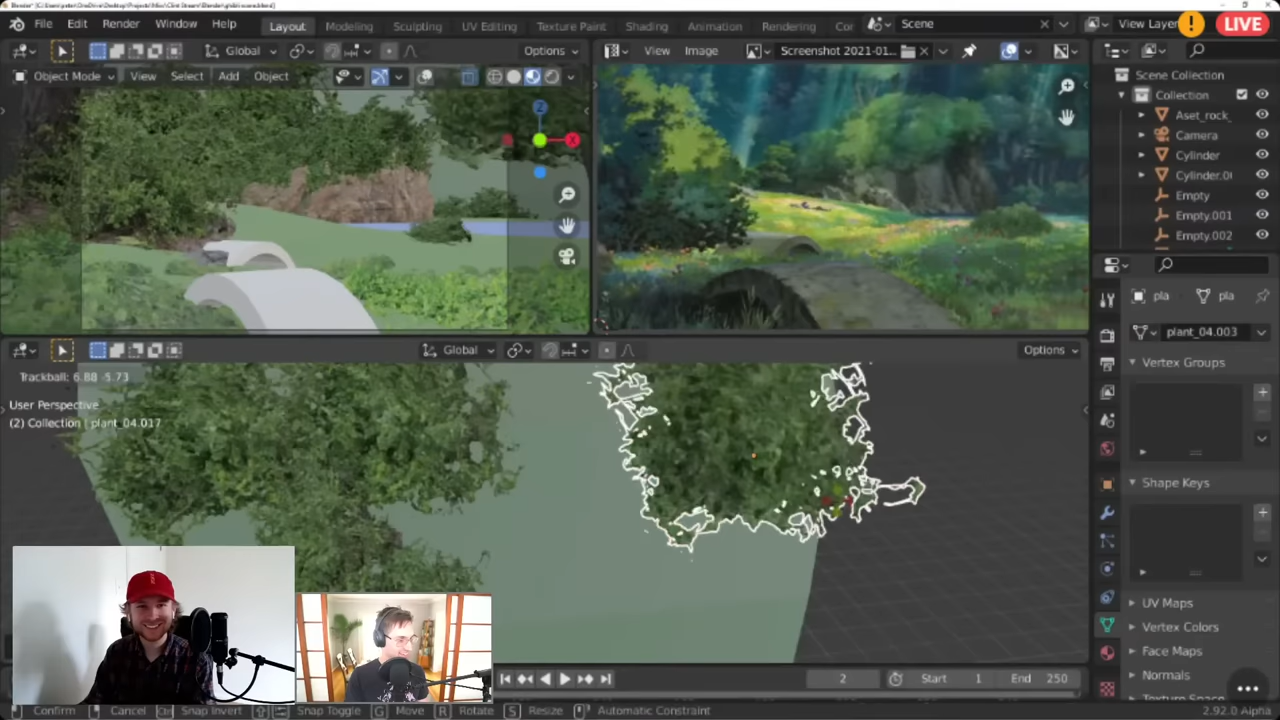 File Edit Render Window Help Layout Modeling Sculpting UV Editing Texture Paint Shading Animation Rendering Scene View Layer
LIVE
Global Options
View Image Screenshot 2021-01...
Object Mode View Select Add Object
Z
X
Scene Collection
Collection
Aset_rock_
Camera
Cylinder
Cylinder.0
Empty
Empty.001
Empty.002
pla pla
plant_04.003
Vertex Groups
Shape Keys
UV Maps
Vertex Colors
Face Maps
Normals
Texture Space
Global Options
Trackball: 6.88 -5.73
User Perspective
(2) Collection | plant_04.017
2 Start 1 End 250
Confirm Cancel Snap Invert Snap Toggle G Move R Rotate S Resize Automatic Constraint 2.92.0 Alpha